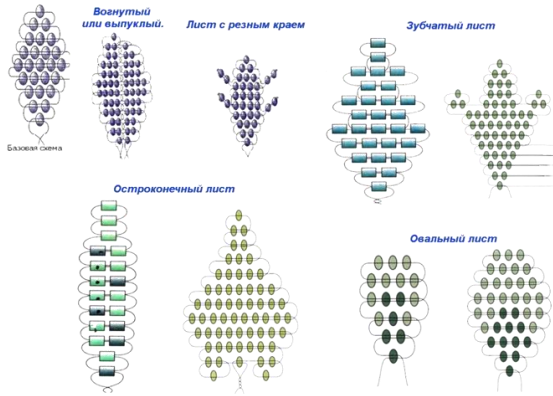 Вогнутый
или выпуклый.
Лист с резным краем
Зубчатый лист
Базовая схема
Остроконечный лист
Овальный лист